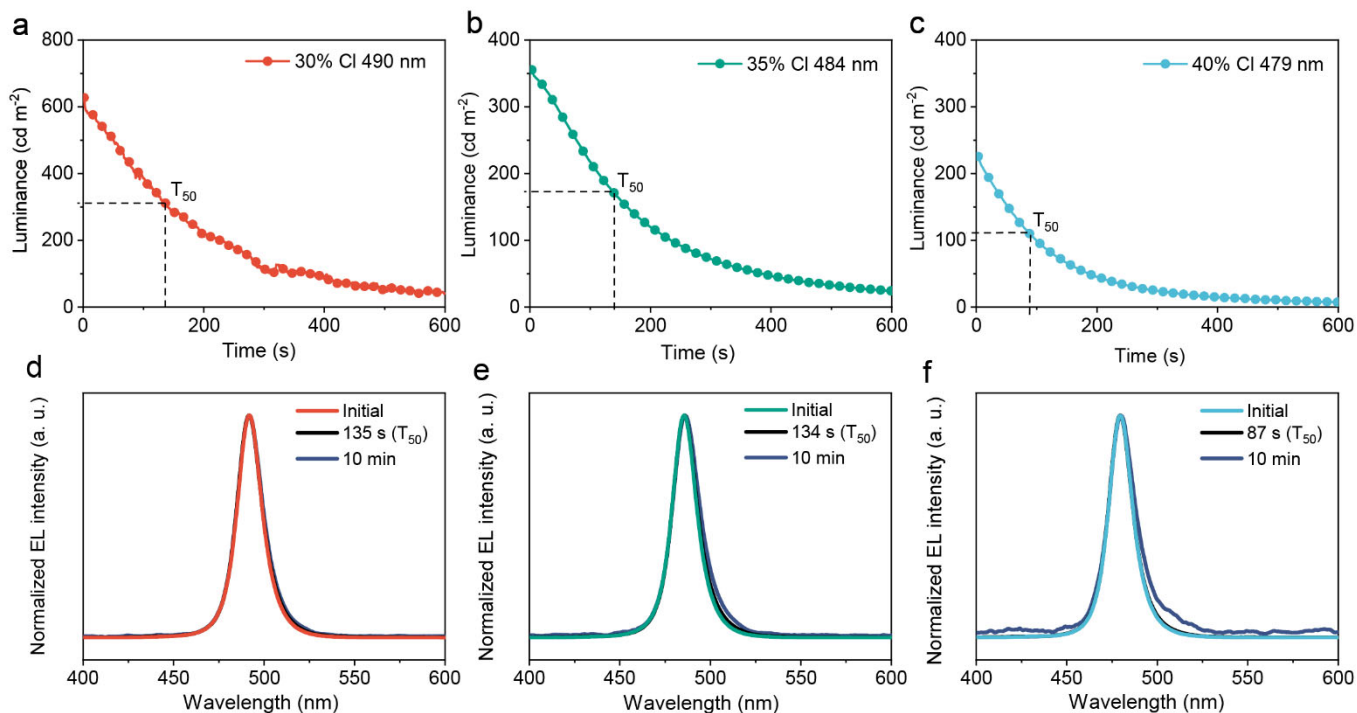 a
800
600
400
200
0
Luminance (cd m⁻²)
30% Cl 490 nm
T₅₀
0 200 400 600
Time (s)
b
400
300
200
100
0
Luminance (cd m⁻²)
35% Cl 484 nm
T₅₀
0 200 400 600
Time (s)
c
400
300
200
100
0
Luminance (cd m⁻²)
40% Cl 479 nm
T₅₀
0 200 400 600
Time (s)
d
Normalized EL intensity (a. u.)
Initial
135 s (T₅₀)
10 min
400 450 500 550 600
Wavelength (nm)
e
Normalized EL intensity (a. u.)
Initial
134 s (T₅₀)
10 min
400 450 500 550 600
Wavelength (nm)
f
Normalized EL intensity (a. u.)
Initial
87 s (T₅₀)
10 min
400 450 500 550 600
Wavelength (nm)